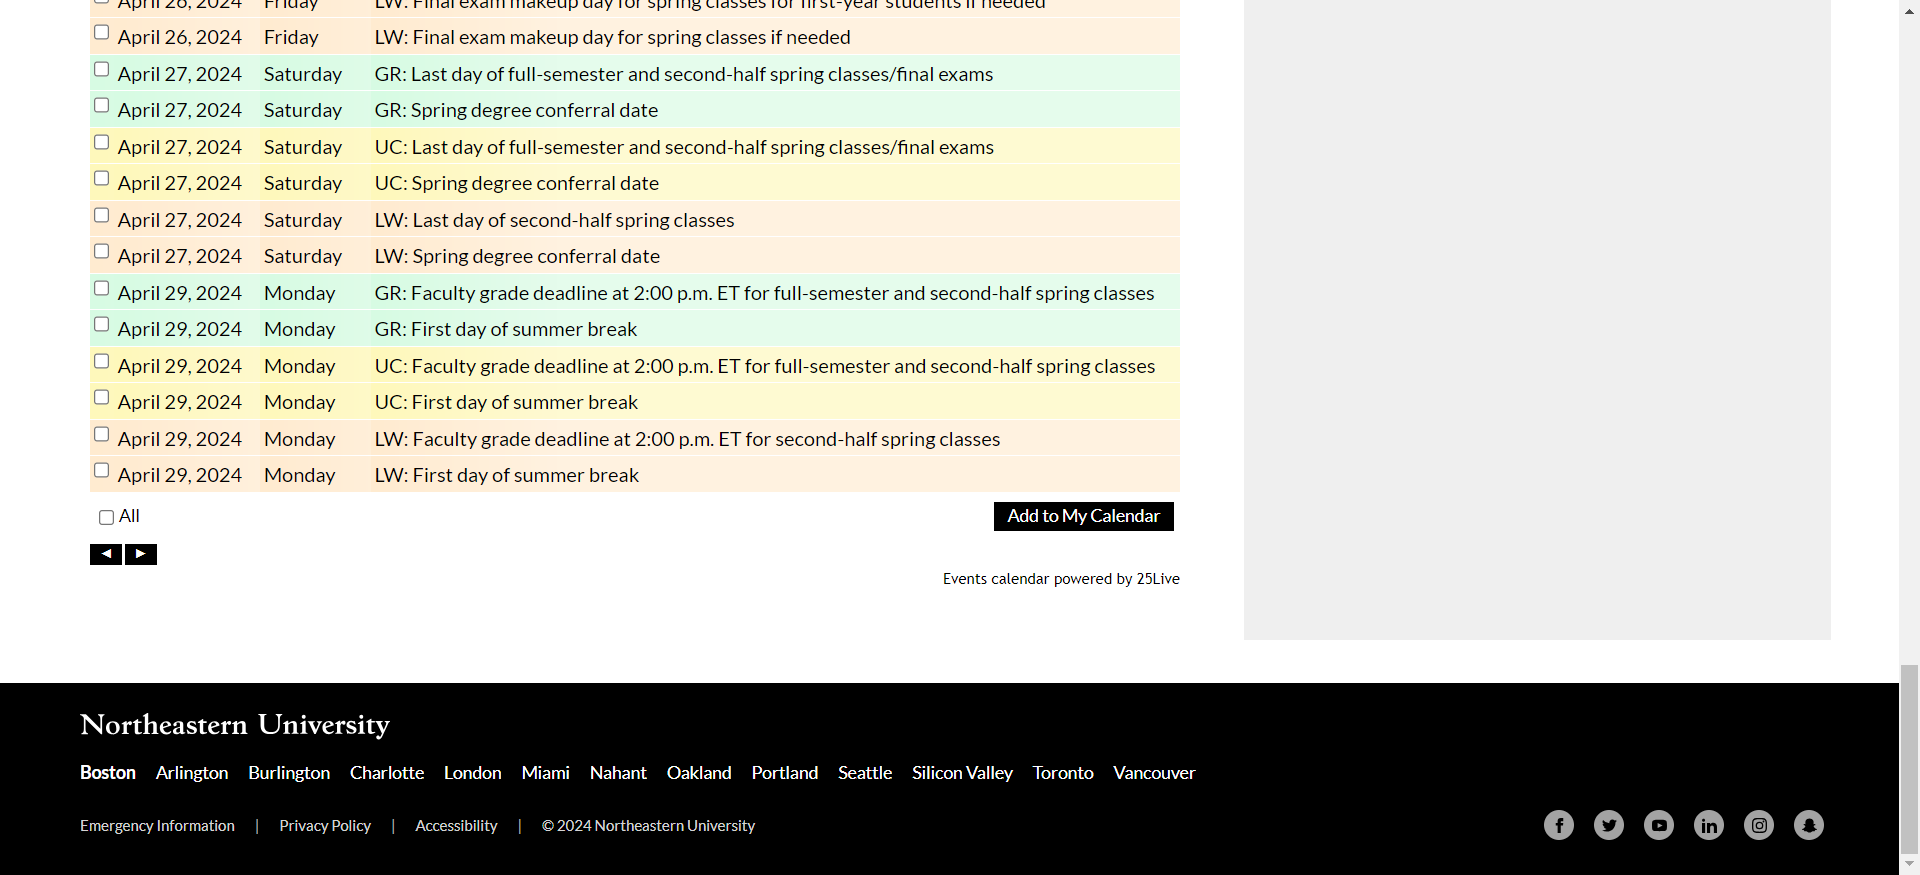 April 26, 2024 Friday LW: Final exam makeup day for spring classes for first-year students if needed
April 26, 2024 Friday LW: Final exam makeup day for spring classes if needed
April 27, 2024 Saturday GR: Last day of full-semester and second-half spring classes/final exams
April 27, 2024 Saturday GR: Spring degree conferral date
April 27, 2024 Saturday UC: Last day of full-semester and second-half spring classes/final exams
April 27, 2024 Saturday UC: Spring degree conferral date
April 27, 2024 Saturday LW: Last day of second-half spring classes
April 27, 2024 Saturday LW: Spring degree conferral date
April 29, 2024 Monday GR: Faculty grade deadline at 2:00 p.m. ET for full-semester and second-half spring classes
April 29, 2024 Monday GR: First day of summer break
April 29, 2024 Monday UC: Faculty grade deadline at 2:00 p.m. ET for full-semester and second-half spring classes
April 29, 2024 Monday UC: First day of summer break
April 29, 2024 Monday LW: Faculty grade deadline at 2:00 p.m. ET for second-half spring classes
April 29, 2024 Monday LW: First day of summer break
All Add to My Calendar
Events calendar powered by 25Live
Northeastern University
Boston Arlington Burlington Charlotte London Miami Nahant Oakland Portland Seattle Silicon Valley Toronto Vancouver
Emergency Information | Privacy Policy | Accessibility | © 2024 Northeastern University